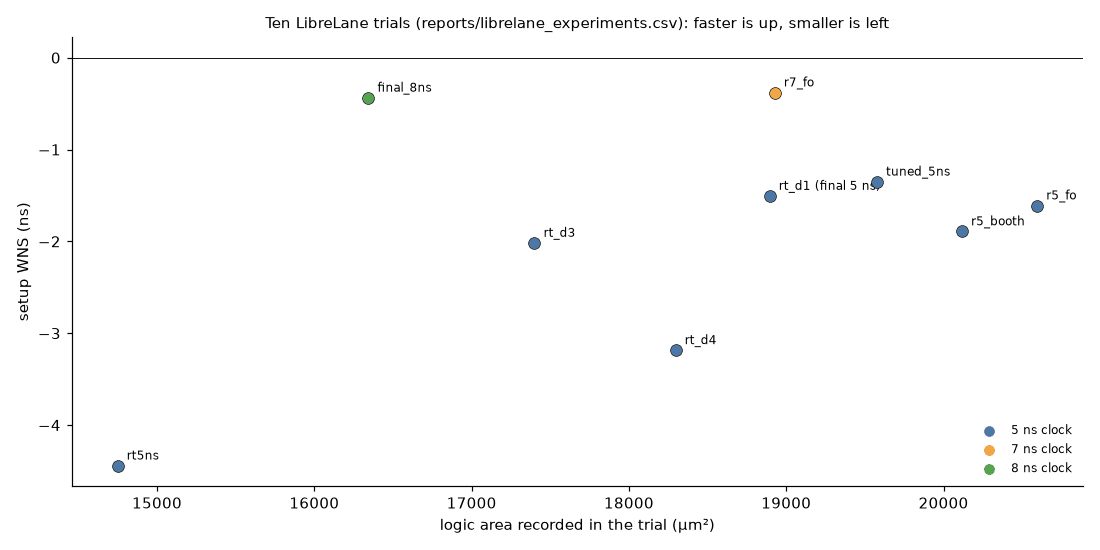 Ten LibreLane trials (reports/librelane_experiments.csv): faster is up, smaller is left
setup WNS (ns)
0
−1
−2
−3
−4
final_8ns
r7_fo
tuned_5ns
rt_d1 (final 5 ns)
r5_fo
r5_booth
rt_d3
rt_d4
rt5ns
5 ns clock
7 ns clock
8 ns clock
15000
16000
17000
18000
19000
20000
logic area recorded in the trial (µm²)